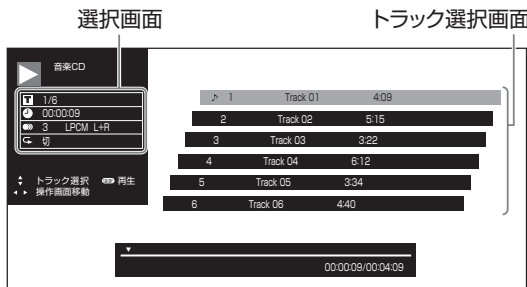 選択画面
トラック選択画面
音楽CD
T 1/6
00:00:09
3 LPCM L+R
切
トラック選択 再生
操作画面移動
♪ 1 Track 01 4:09
2 Track 02 5:15
3 Track 03 3:22
4 Track 04 6:12
5 Track 05 3:34
6 Track 06 4:40
00:00:09/00:04:09